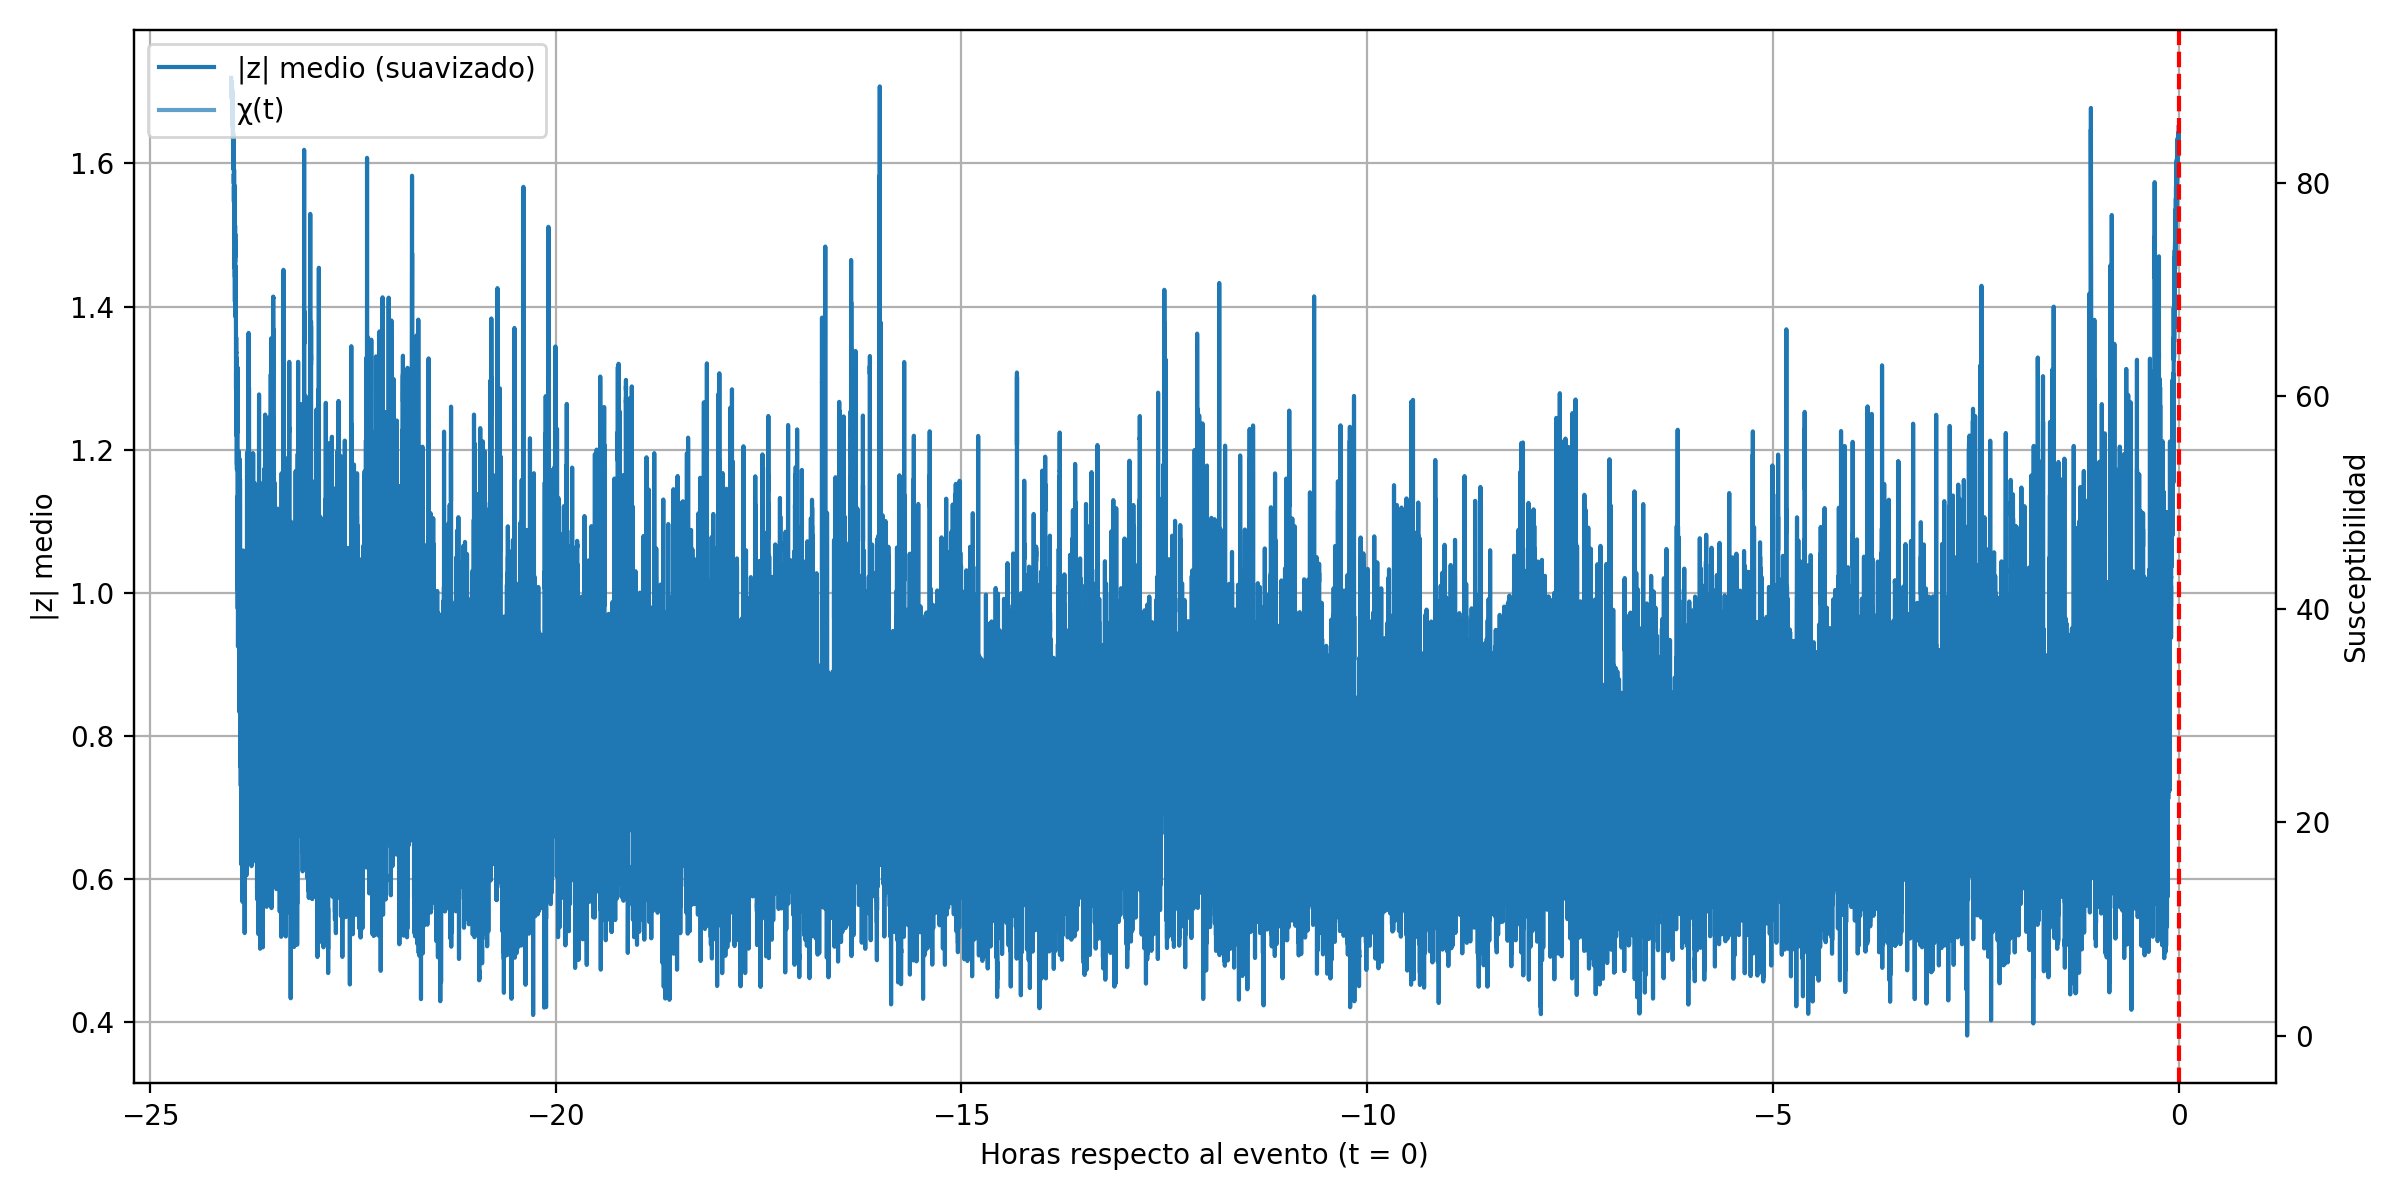 |z| medio (suavizado)
χ(t)
1.6
1.4
1.2
1.0
0.8
0.6
0.4
|z| medio
80
60
40
20
0
Susceptibilidad
−25 −20 −15 −10 −5 0
Horas respecto al evento (t = 0)